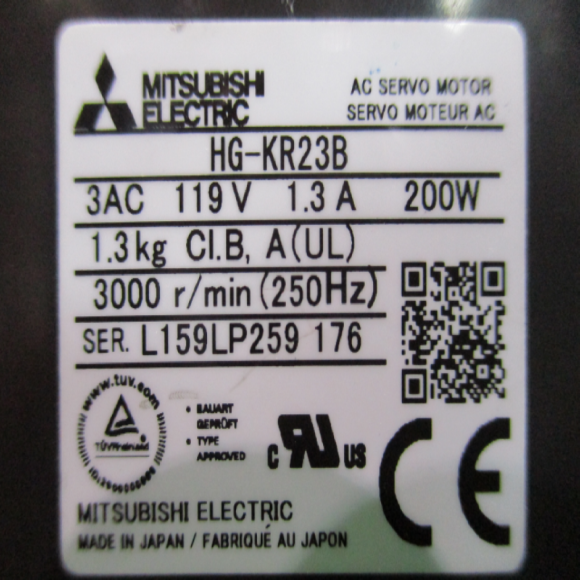 MITSUBISHI
ELECTRIC
AC SERVO MOTOR
SERVO MOTEUR AC
HG-KR23B
3AC 119V 1.3A 200W
1.3kg CI.B, A(UL)
3000 r/min(250Hz)
SER. L159LP259 176
www.tuv.com
TÜVRheinland
• BAUART
GEPRÜFT
• TYPE
APPROVED
c RU US
CE
MITSUBISHI ELECTRIC
MADE IN JAPAN / FABRIQUÉ AU JAPON